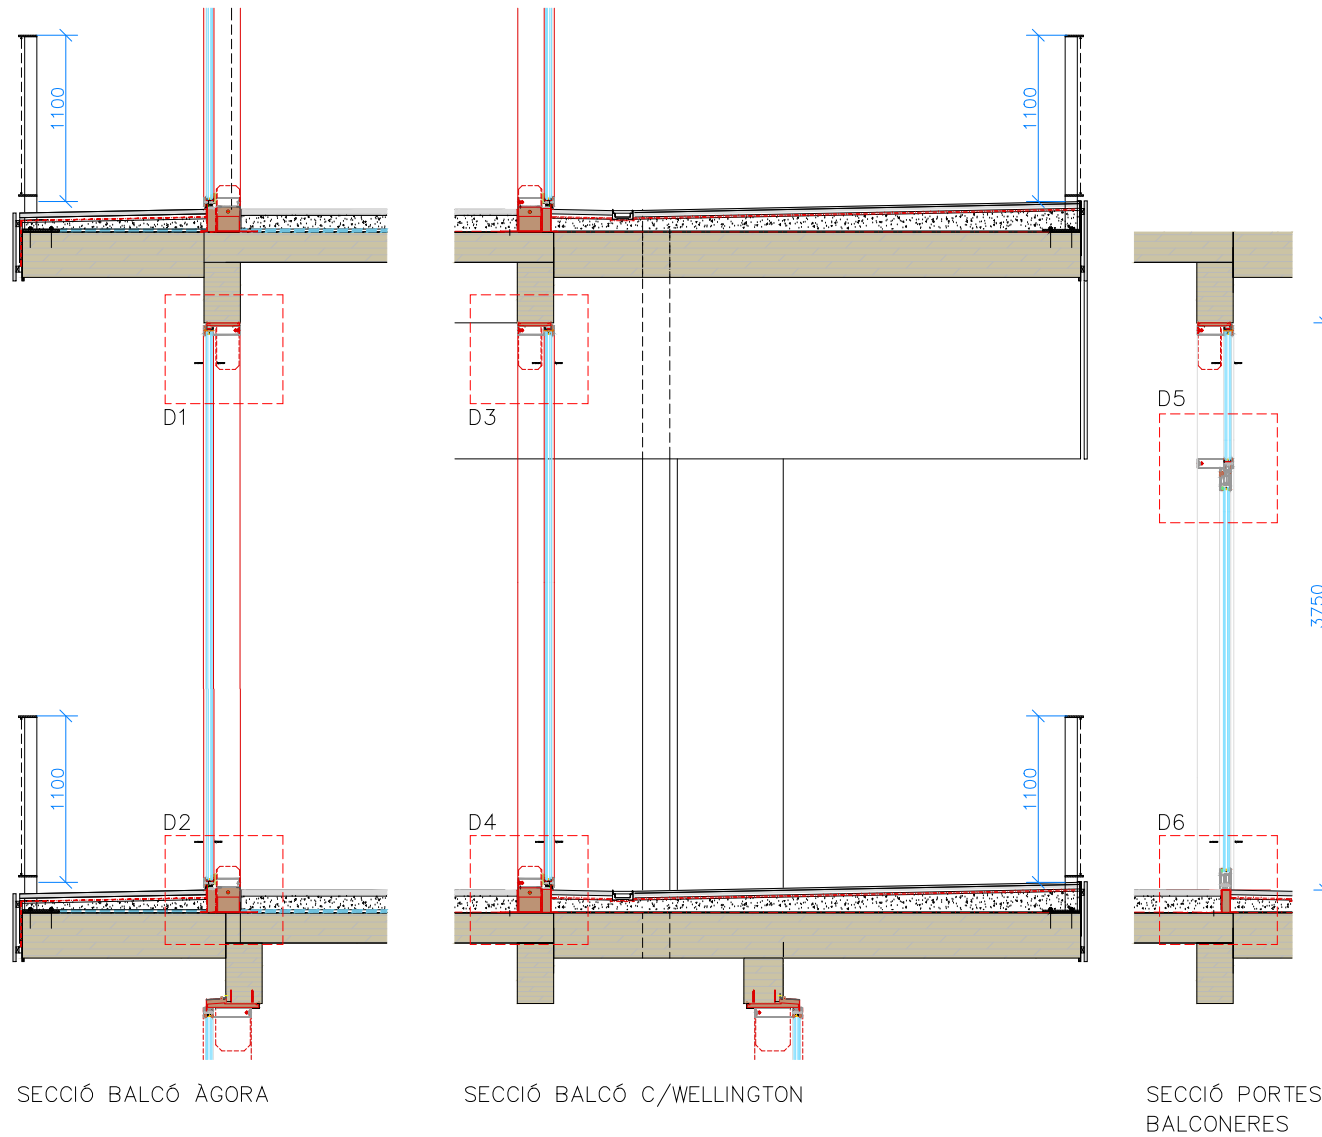 1100
1100
D1
D3
D5
3750
1100
1100
D2
D4
D6
SECCIÓ BALCÓ ÀGORA
SECCIÓ BALCÓ C/WELLINGTON
SECCIÓ PORTES
BALCONERES